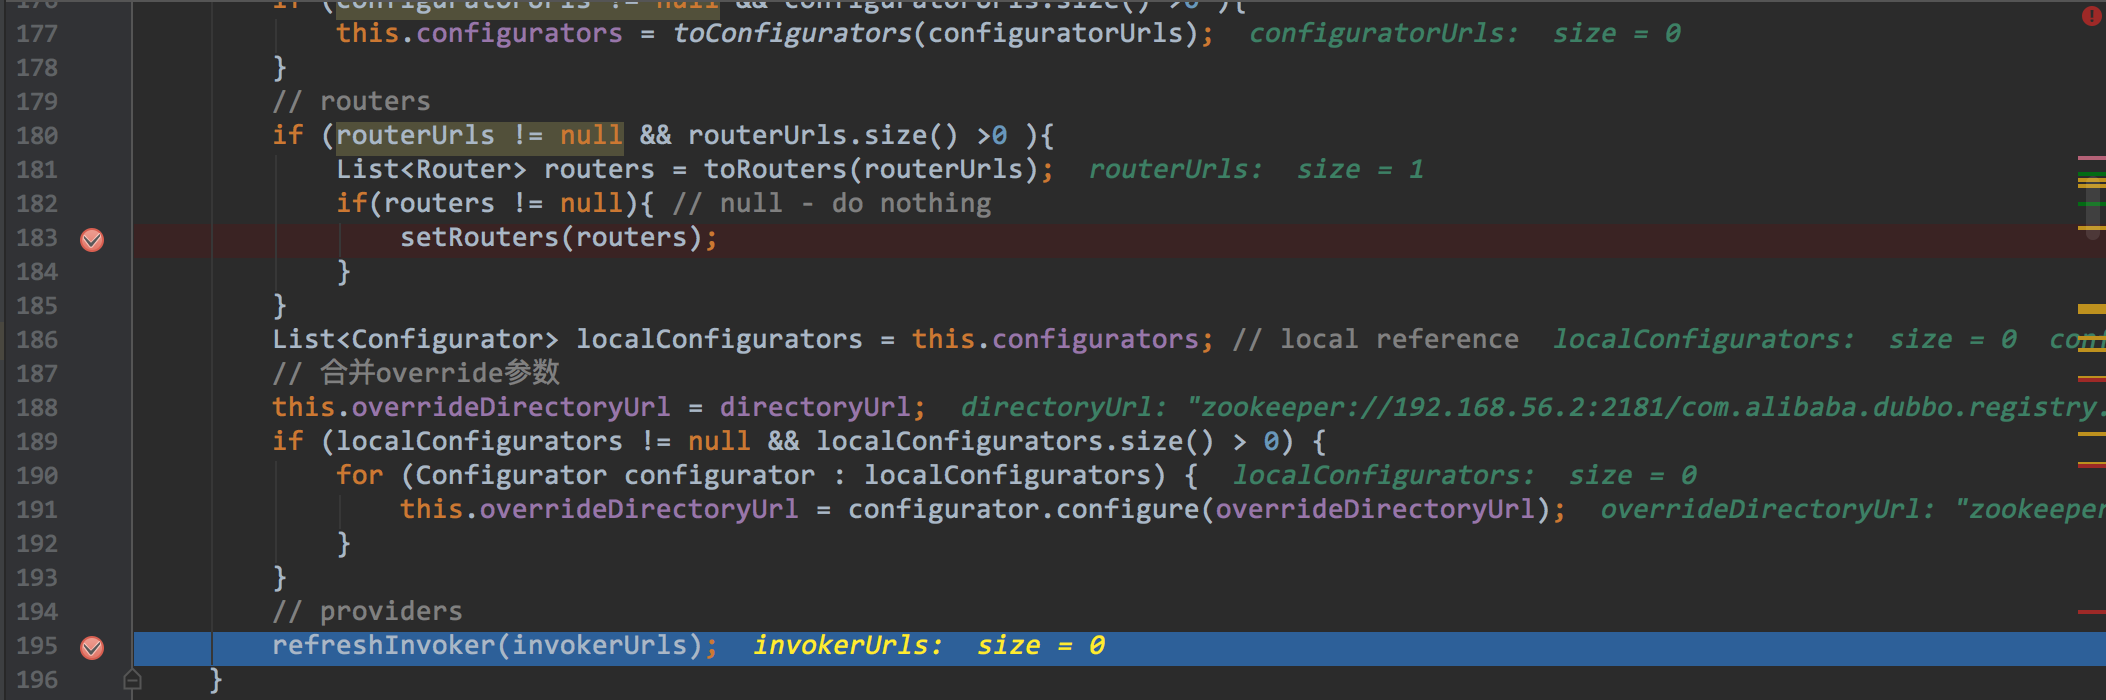 176 if (configuratorUrls != null && configuratorUrls.size() >0 ){
177 this.configurators = toConfigurators(configuratorUrls); configuratorUrls: size = 0
178 }
179 // routers
180 if (routerUrls != null && routerUrls.size() >0 ){
181 List<Router> routers = toRouters(routerUrls); routerUrls: size = 1
182 if(routers != null){ // null - do nothing
183 setRouters(routers);
184 }
185 }
186 List<Configurator> localConfigurators = this.configurators; // local reference localConfigurators: size = 0 conf
187 // 合并override参数
188 this.overrideDirectoryUrl = directoryUrl; directoryUrl: "zookeeper://192.168.56.2:2181/com.alibaba.dubbo.registry.
189 if (localConfigurators != null && localConfigurators.size() > 0) {
190 for (Configurator configurator : localConfigurators) { localConfigurators: size = 0
191 this.overrideDirectoryUrl = configurator.configure(overrideDirectoryUrl); overrideDirectoryUrl: "zookeeper
192 }
193 }
194 // providers
195 refreshInvoker(invokerUrls); invokerUrls: size = 0
196 }